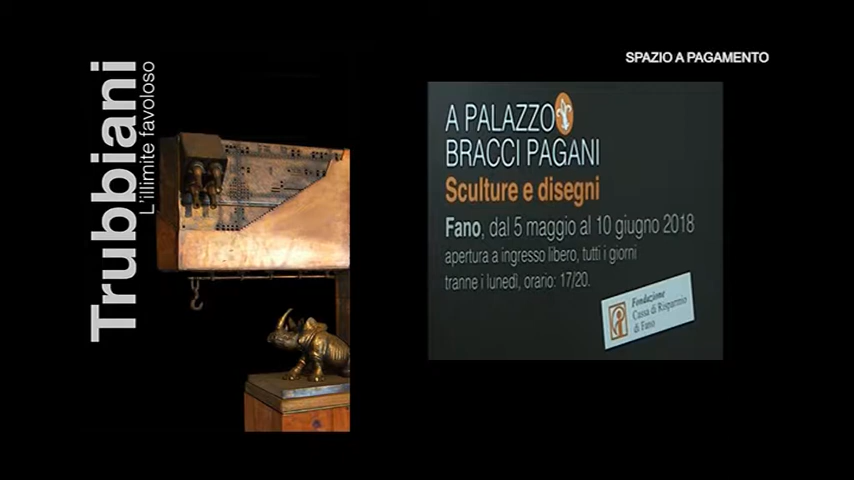 Trubbiani
L'illimite favoloso
SPAZIO A PAGAMENTO
A PALAZZO
BRACCI PAGANI
Sculture e disegni
Fano, dal 5 maggio al 10 giugno 2018
apertura a ingresso libero, tutti i giorni
tranne i lunedì, orario: 17/20.
Fondazione
Cassa di Risparmio
di Fano